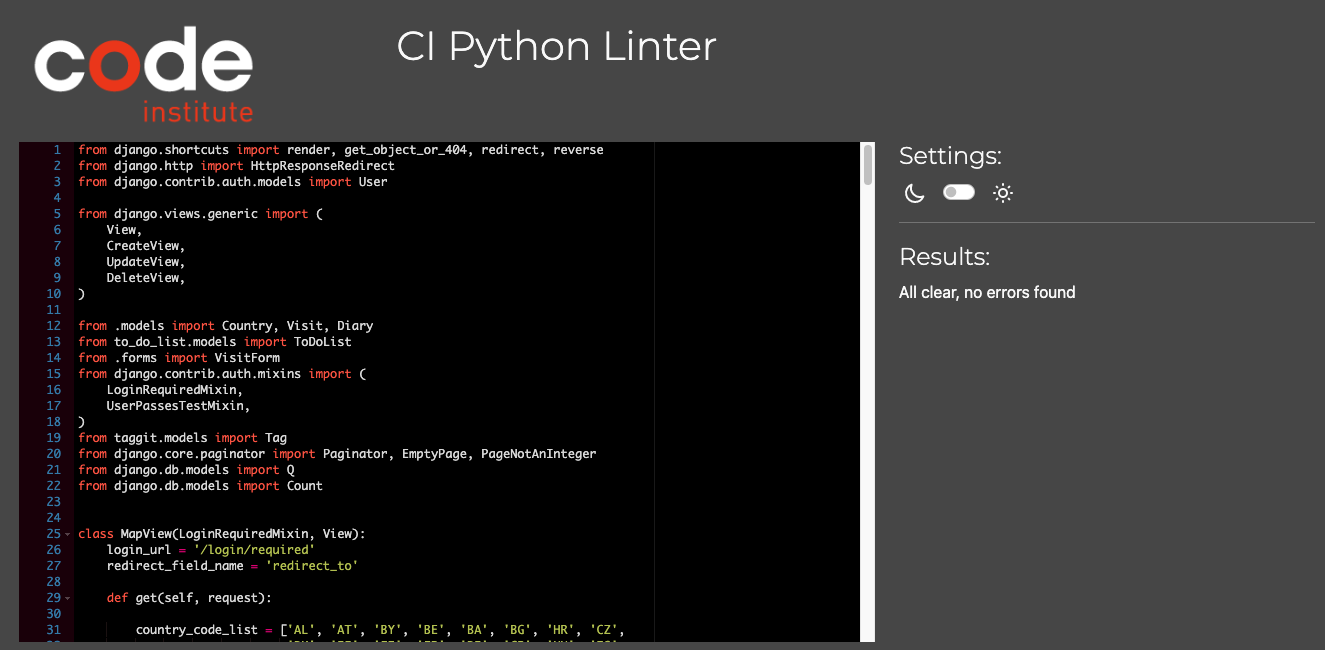 code
institute
CI Python Linter
1 from django.shortcuts import render, get_object_or_404, redirect, reverse
2 from django.http import HttpResponseRedirect
3 from django.contrib.auth.models import User
4
5 from django.views.generic import (
6     View,
7     CreateView,
8     UpdateView,
9     DeleteView,
10 )
11
12 from .models import Country, Visit, Diary
13 from to_do_list.models import ToDoList
14 from .forms import VisitForm
15 from django.contrib.auth.mixins import (
16     LoginRequiredMixin,
17     UserPassesTestMixin,
18 )
19 from taggit.models import Tag
20 from django.core.paginator import Paginator, EmptyPage, PageNotAnInteger
21 from django.db.models import Q
22 from django.db.models import Count
23
24
25 class MapView(LoginRequiredMixin, View):
26     login_url = '/login/required'
27     redirect_field_name = 'redirect_to'
28
29     def get(self, request):
30
31         country_code_list = ['AL', 'AT', 'BY', 'BE', 'BA', 'BG', 'HR', 'CZ',
Settings:
Results:
All clear, no errors found